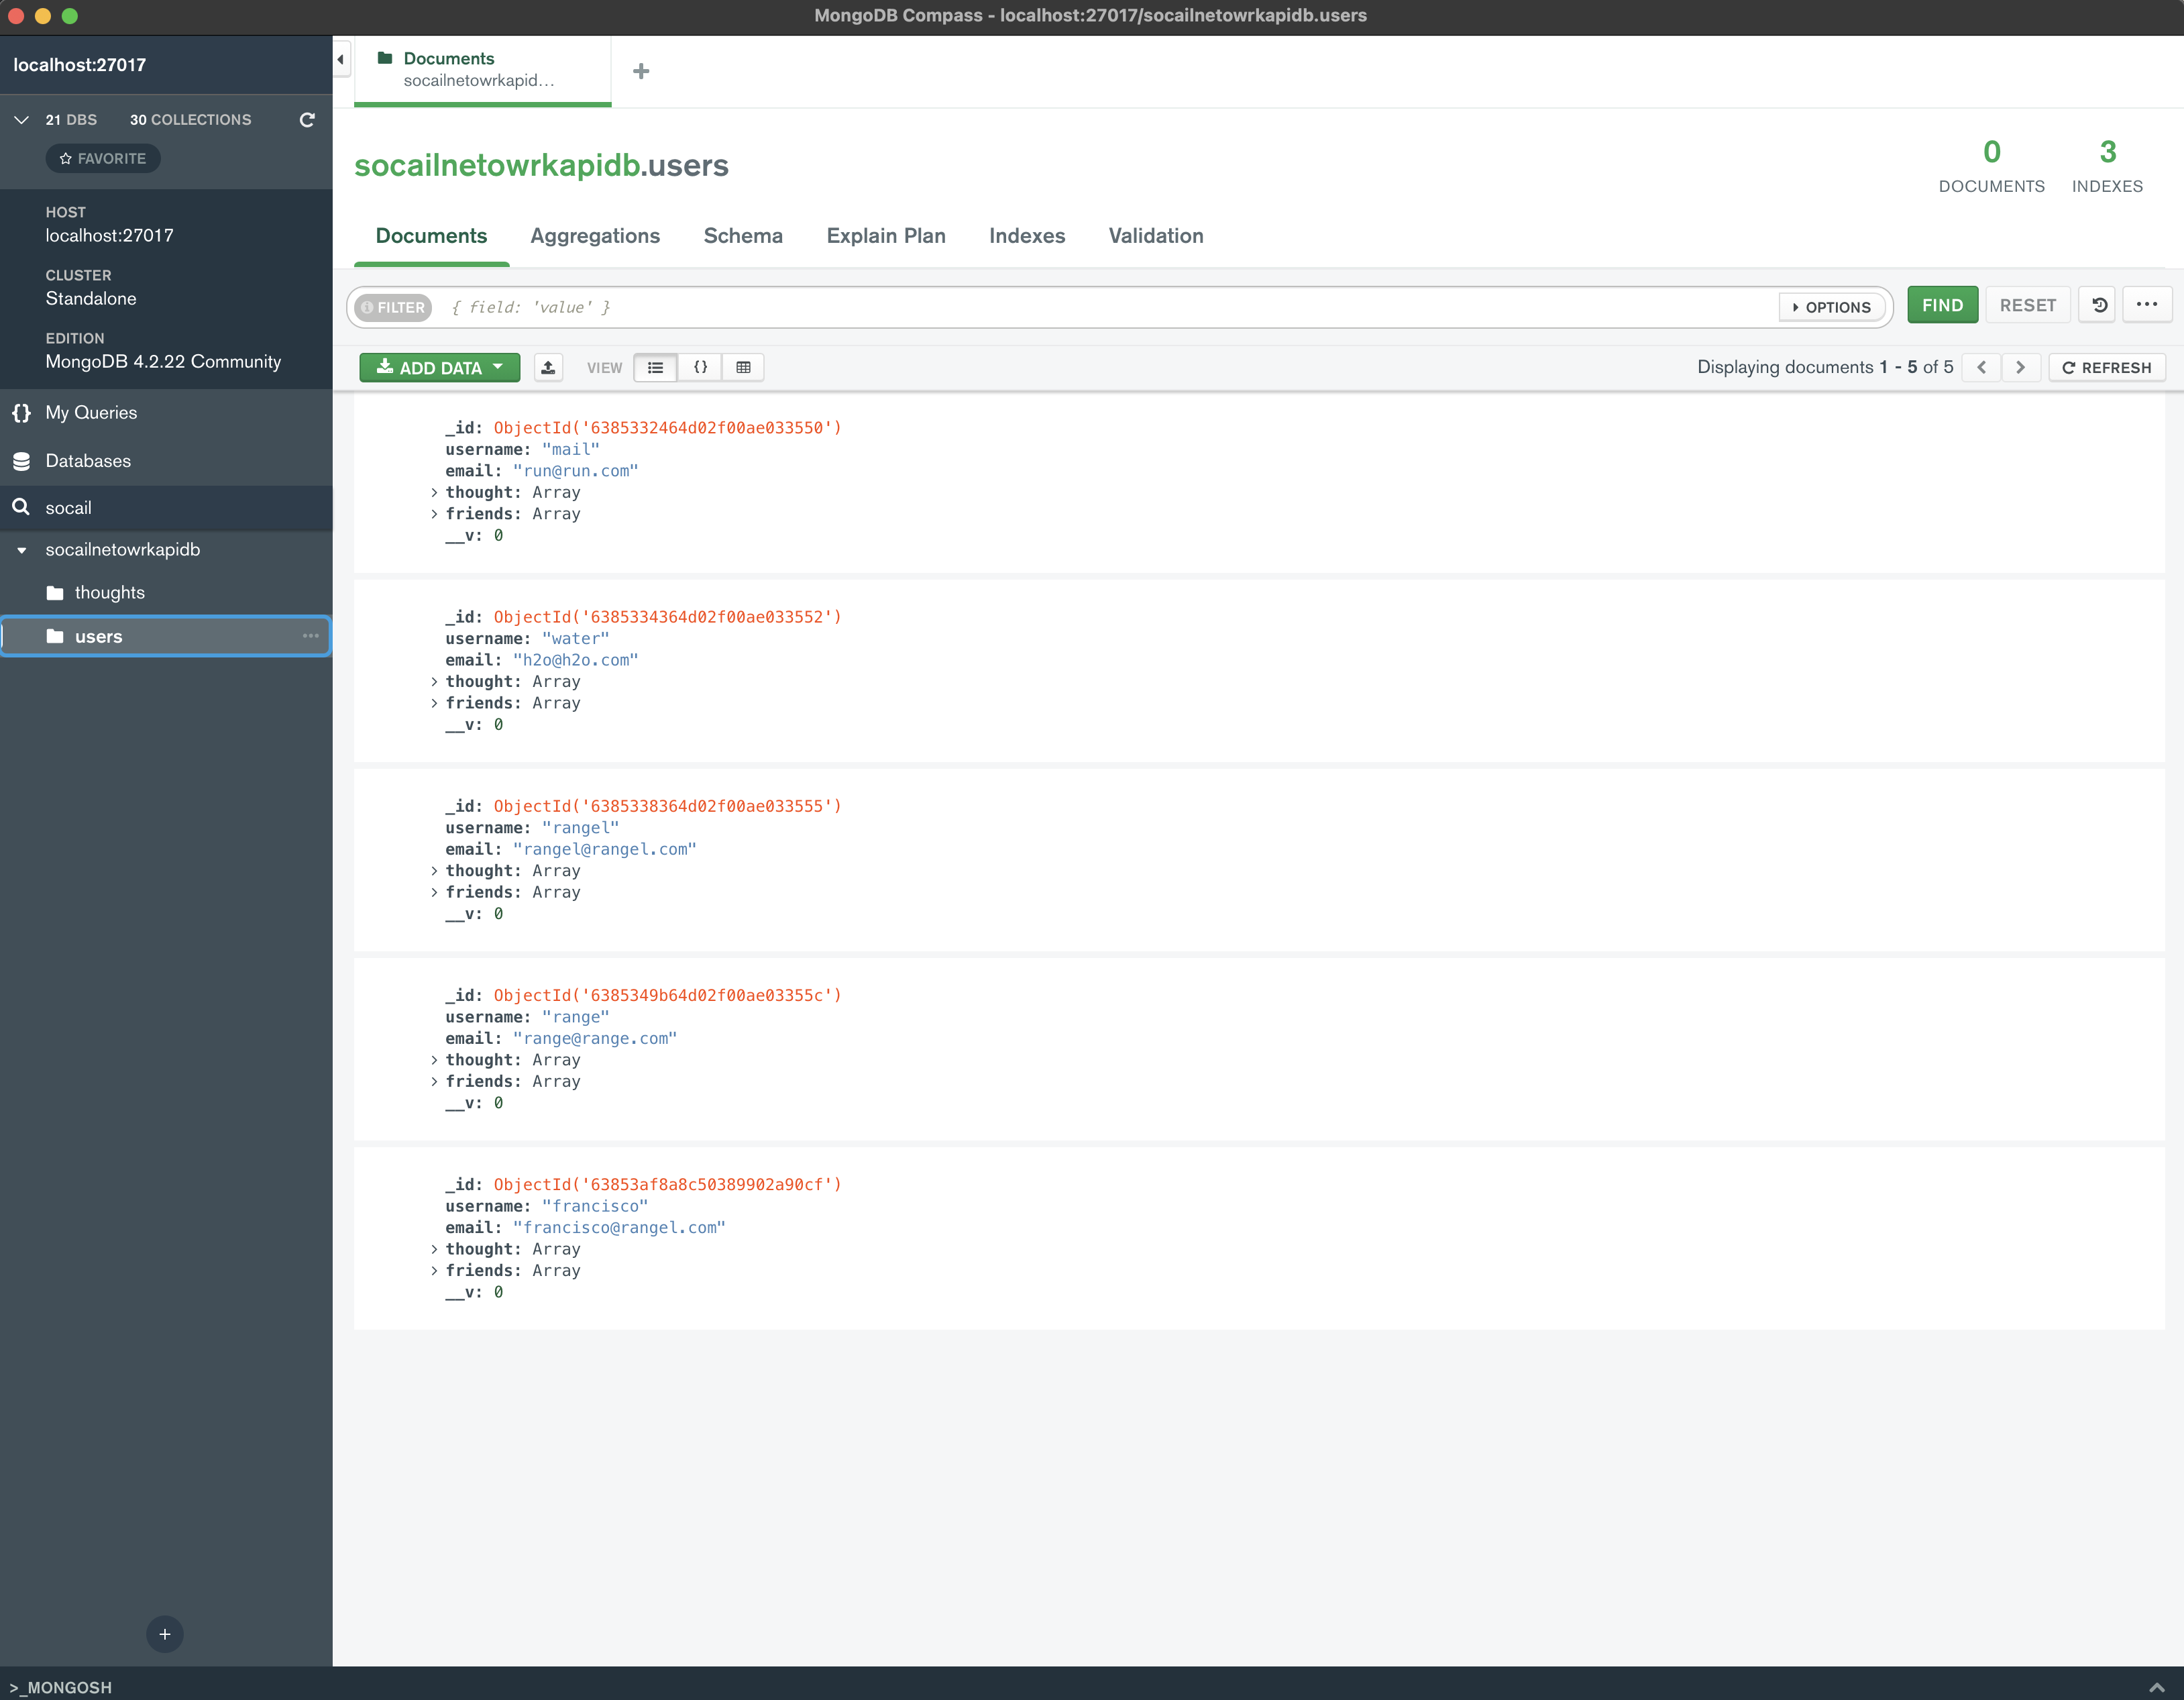 MongoDB Compass - localhost:27017/socailnetowrkapidb.users
localhost:27017
21 DBS 30 COLLECTIONS
FAVORITE
HOST
localhost:27017
CLUSTER
Standalone
EDITION
MongoDB 4.2.22 Community
{} My Queries
Databases
socail
socailnetowrkapidb
thoughts
users
Documents
socailnetowrkapid...
socailnetowrkapidb.users
0
DOCUMENTS
3
INDEXES
Documents Aggregations Schema Explain Plan Indexes Validation
FILTER { field: 'value' } OPTIONS FIND RESET
ADD DATA VIEW {} Displaying documents 1 - 5 of 5 REFRESH
_id: ObjectId('6385332464d02f00ae033550')
username: "mail"
email: "run@run.com"
thought: Array
friends: Array
__v: 0
_id: ObjectId('6385334364d02f00ae033552')
username: "water"
email: "h2o@h2o.com"
thought: Array
friends: Array
__v: 0
_id: ObjectId('6385338364d02f00ae033555')
username: "rangel"
email: "rangel@rangel.com"
thought: Array
friends: Array
__v: 0
_id: ObjectId('6385349b64d02f00ae03355c')
username: "range"
email: "range@range.com"
thought: Array
friends: Array
__v: 0
_id: ObjectId('63853af8a8c50389902a90cf')
username: "francisco"
email: "francisco@rangel.com"
thought: Array
friends: Array
__v: 0
>_MONGOSH